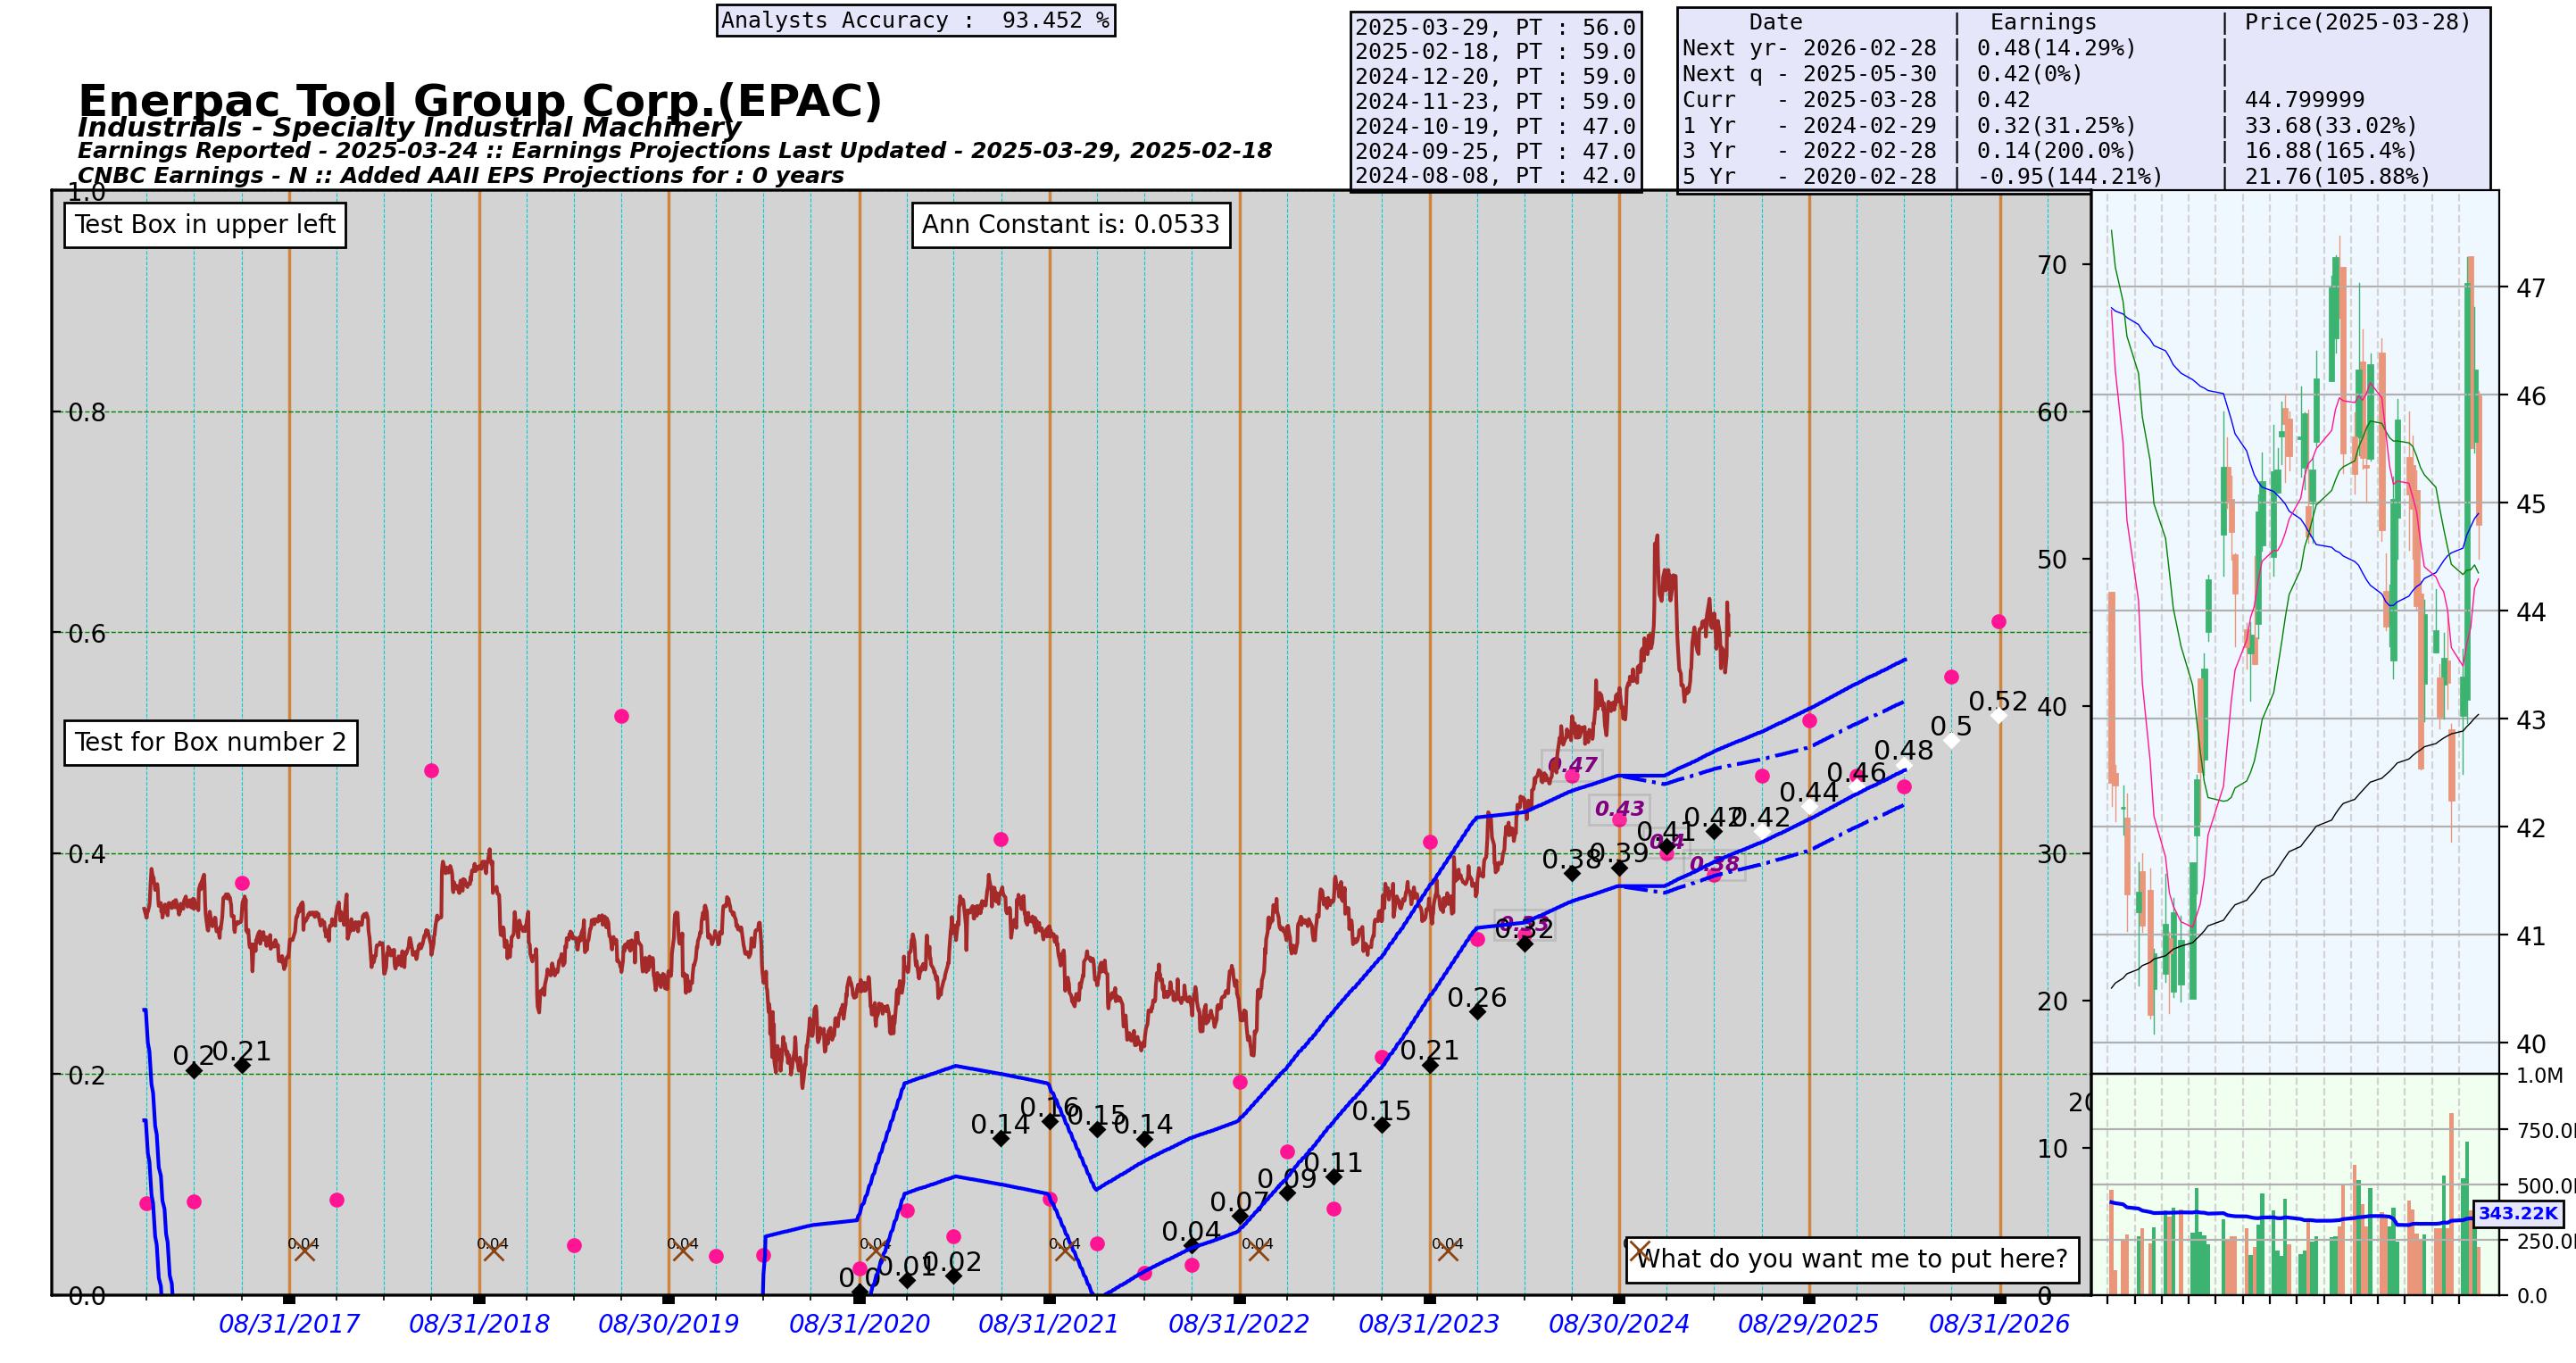 Analysts Accuracy :  93.452 %
2025-03-29, PT : 56.0
2025-02-18, PT : 59.0
2024-12-20, PT : 59.0
2024-11-23, PT : 59.0
2024-10-19, PT : 47.0
2024-09-25, PT : 47.0
2024-08-08, PT : 42.0
Date | Earnings | Price(2025-03-28)
Next yr- 2026-02-28 | 0.48(14.29%) |
Next q - 2025-05-30 | 0.42(0%) |
Curr - 2025-03-28 | 0.42 | 44.799999
1 Yr - 2024-02-29 | 0.32(31.25%) | 33.68(33.02%)
3 Yr - 2022-02-28 | 0.14(200.0%) | 16.88(165.4%)
5 Yr - 2020-02-28 | -0.95(144.21%) | 21.76(105.88%)
Enerpac Tool Group Corp.(EPAC)
Industrials - Specialty Industrial Machinery
Earnings Reported - 2025-03-24 :: Earnings Projections Last Updated - 2025-03-29, 2025-02-18
CNBC Earnings - N :: Added AAII EPS Projections for : 0 years
Test Box in upper left
Ann Constant is: 0.0533
Test for Box number 2
What do you want me to put here?
1.0
0.8
0.6
0.4
0.2
0.0
0.2
0.21
0.0
0.01
0.02
0.14
0.16
0.15
0.14
0.04
0.07
0.09
0.11
0.15
0.21
0.26
0.32
0.38
0.39
0.41
0.42
0.42
0.44
0.46
0.48
0.5
0.52
0.47
0.43
0.38
0.04
0.04
0.04
0.04
0.04
0.04
0.04
70
60
50
40
30
20
10
0
47
46
45
44
43
42
41
40
1.0M
750.0
500.0
343.22K
250.0
0.0
08/31/2017
08/31/2018
08/30/2019
08/31/2020
08/31/2021
08/31/2022
08/31/2023
08/30/2024
08/29/2025
08/31/2026